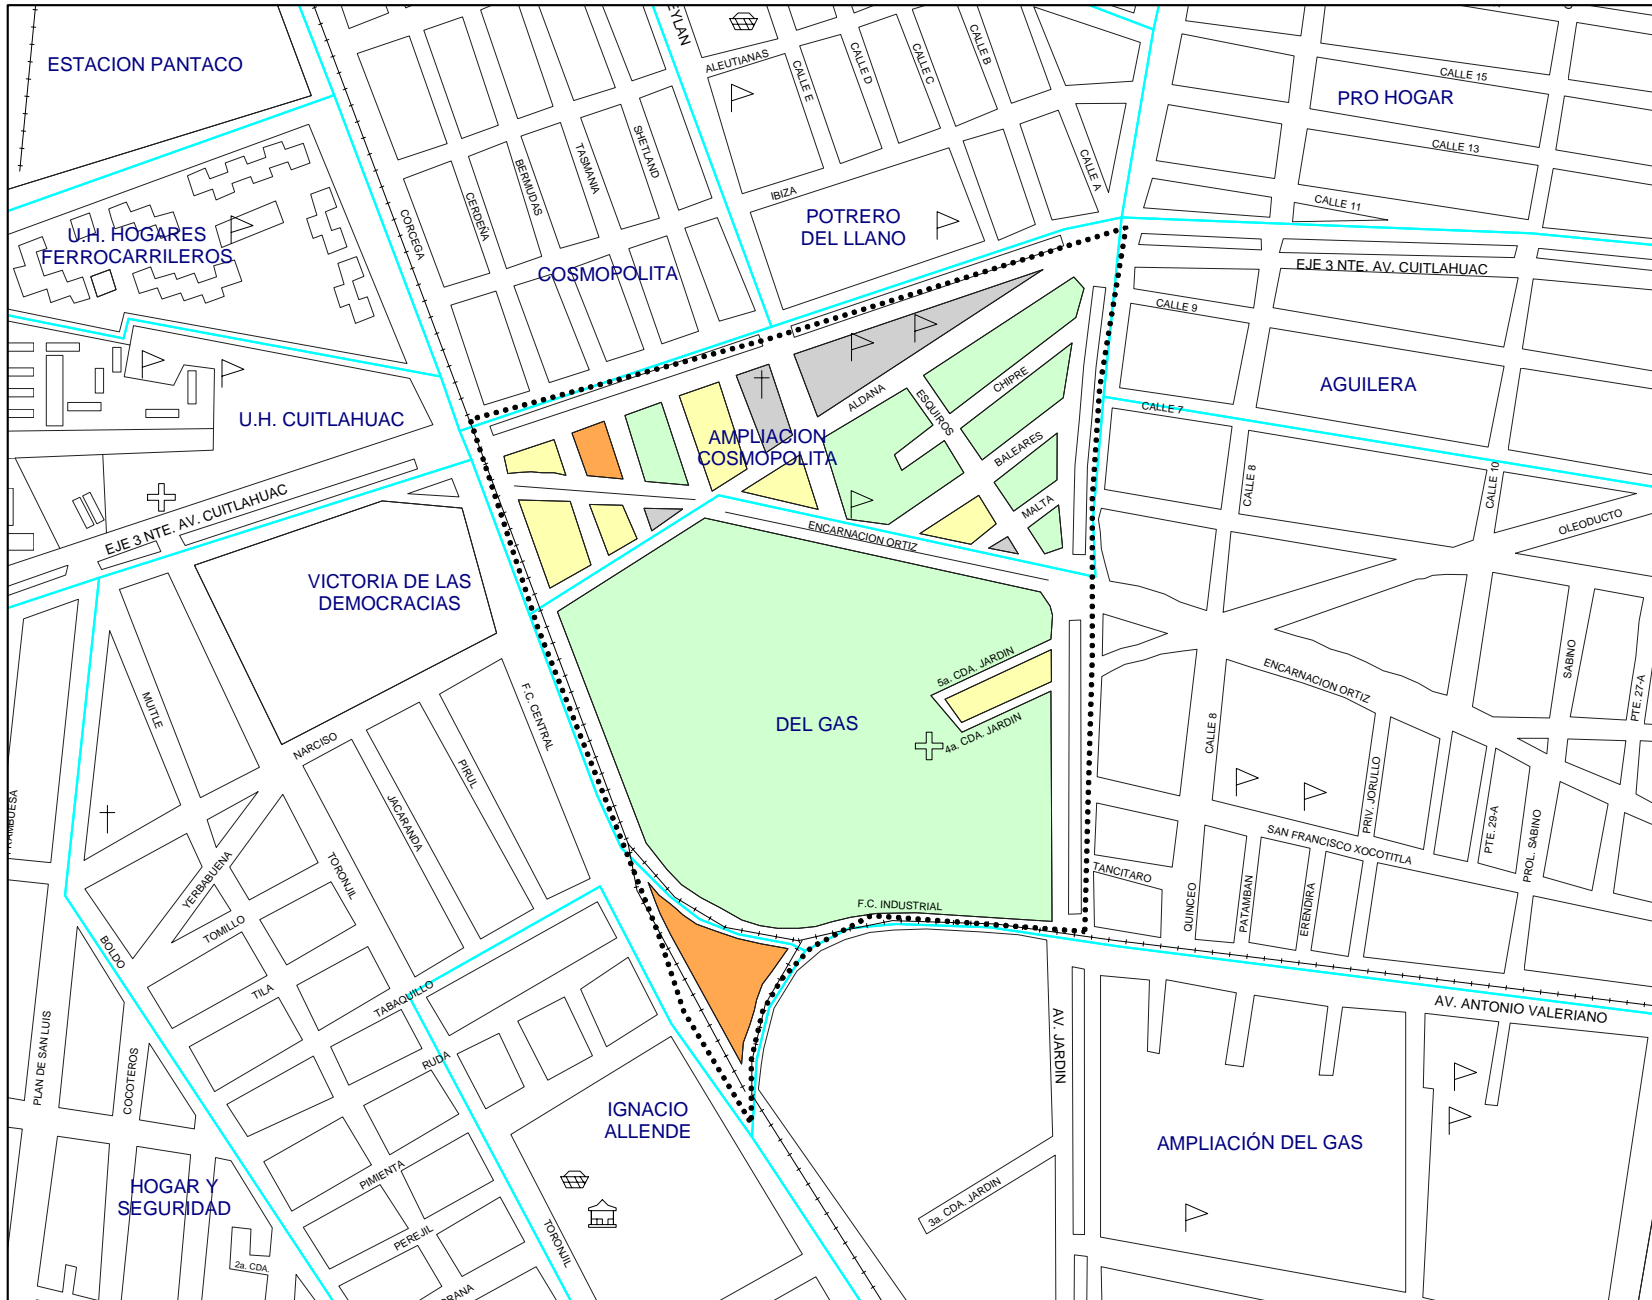 ESTACION PANTACO
ALEUTIANAS
CALLE E
CALLE D
CALLE C
CALLE B
CALLE 15
PRO HOGAR
CALLE 13
SHETLAND
TASMANIA
BERMUDAS
CERDEÑA
CORCEGA
IBIZA
CALLE A
CALLE 11
POTRERO
DEL LLANO
U.H. HOGARES
FERROCARRILEROS
COSMOPOLITA
EJE 3 NTE. AV. CUITLAHUAC
CALLE 9
CHIPRE
AGUILERA
ALDANA
ESQUIROS
CALLE 7
U.H. CUITLAHUAC
AMPLIACION
COSMOPOLITA
BALEARES
CALLE 8
CALLE 10
MALTA
EJE 3 NTE. AV. CUITLAHUAC
OLEODUCTO
ENCARNACION ORTIZ
VICTORIA DE LAS
DEMOCRACIAS
5a. CDA. JARDIN
ENCARNACION ORTIZ
SABINO
PTE. 27-A
MUITLE
F.C. CENTRAL
DEL GAS
4a. CDA. JARDIN
CALLE 8
NARCISO
PIRUL
JACARANDA
PRIV. JORULLO
PTE. 29-A
PROL. SABINO
SAN FRANCISCO XOCOTITLA
TORONJIL
YERBABUENA
TANCITARO
F.C. INDUSTRIAL
QUINCEO
PATAMBAN
ERENDIRA
TOMILLO
BOLDO
TILA
TABAQUILLO
AV. ANTONIO VALERIANO
PLAN DE SAN LUIS
COCOTEROS
RUDA
AV. JARDIN
IGNACIO
ALLENDE
AMPLIACIÓN DEL GAS
PIMIENTA
HOGAR Y
SEGURIDAD
3a. CDA. JARDIN
PEREJIL
TORONJIL
2a. CDA.